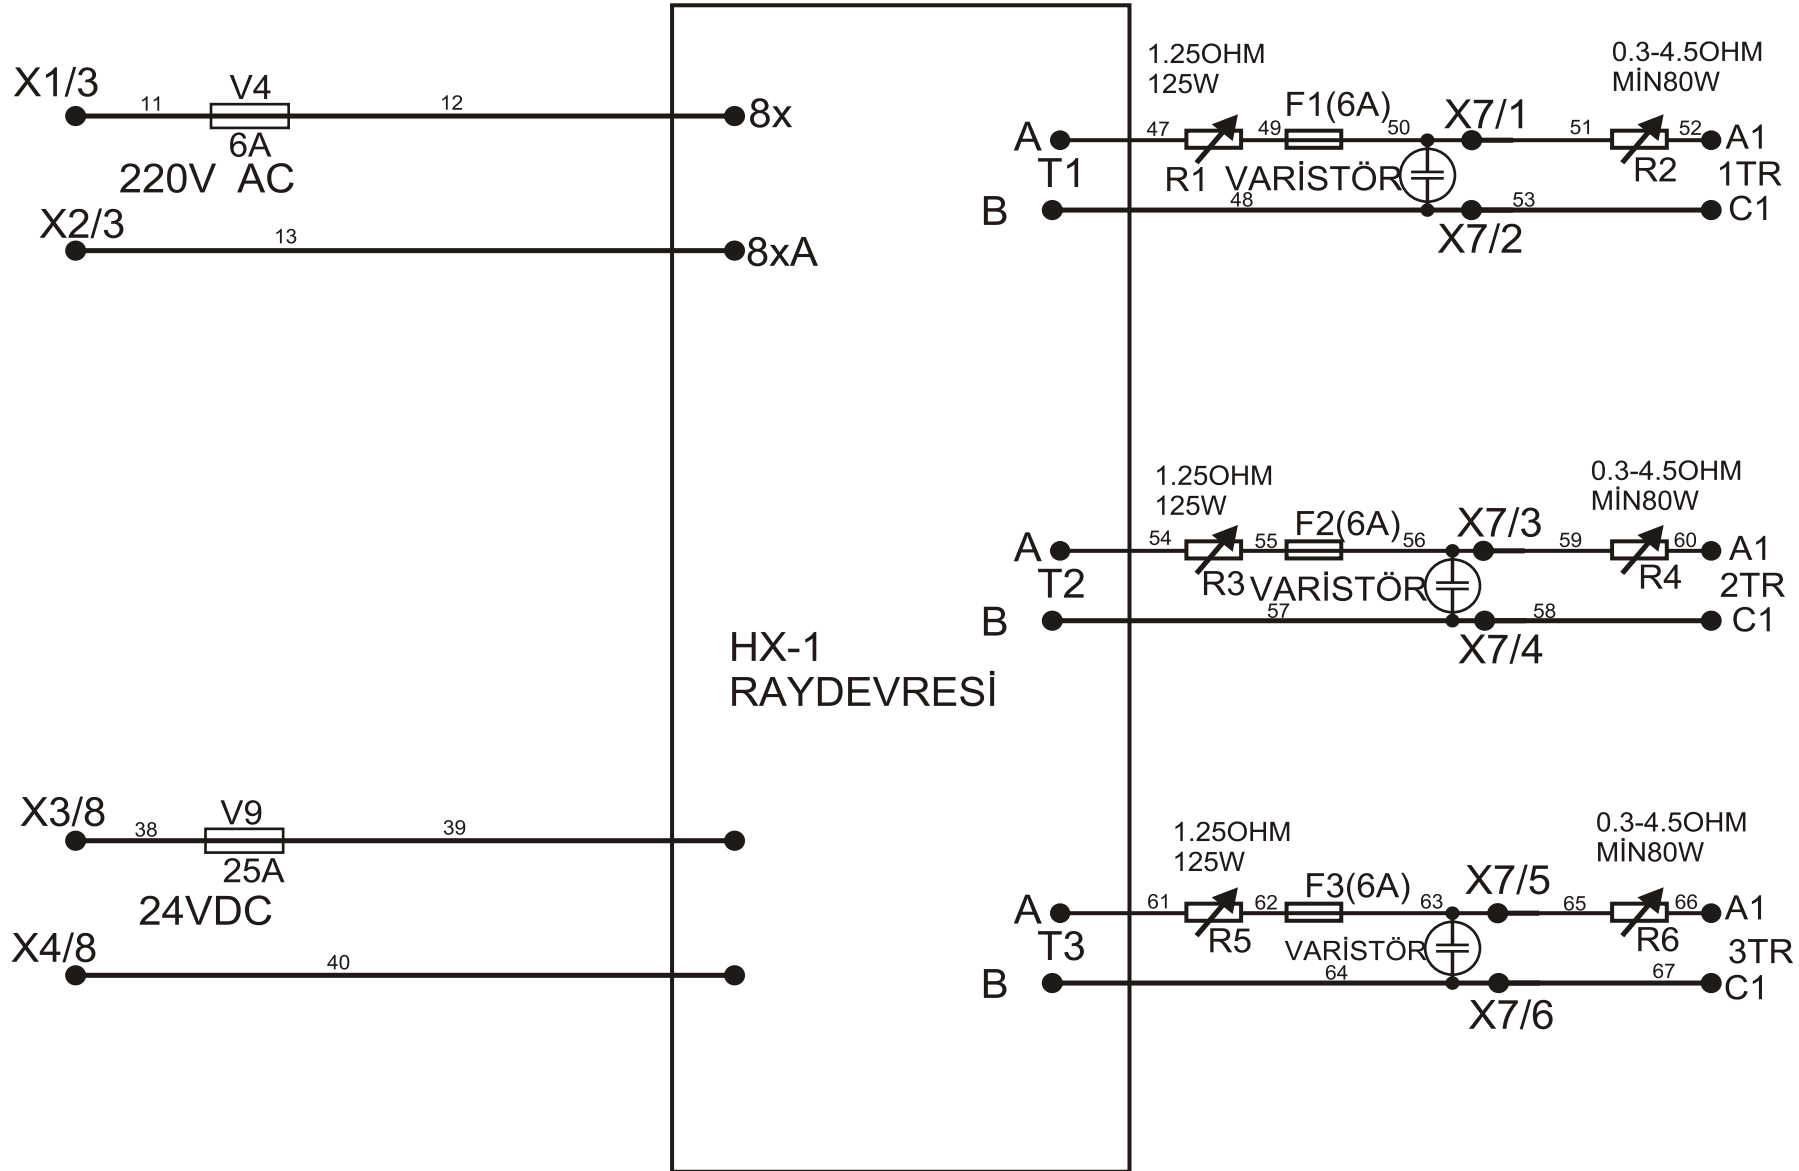 X1/3
11
V4
12
6A
220V AC
8x
X2/3
13
8xA
1.25OHM
125W
0.3-4.5OHM
MİN80W
A
47
R1
49
F1(6A)
50
X7/1
51
R2
52
A1
T1
VARİSTÖR
1TR
B
48
X7/2
53
C1
1.25OHM
125W
0.3-4.5OHM
MİN80W
A
54
R3
55
F2(6A)
56
X7/3
59
R4
60
A1
T2
VARİSTÖR
2TR
B
57
X7/4
58
C1
HX-1
RAYDEVRESİ
X3/8
38
V9
39
25A
24VDC
X4/8
40
1.25OHM
125W
0.3-4.5OHM
MİN80W
A
61
R5
62
F3(6A)
63
X7/5
65
R6
66
A1
T3
VARİSTÖR
3TR
B
64
X7/6
67
C1